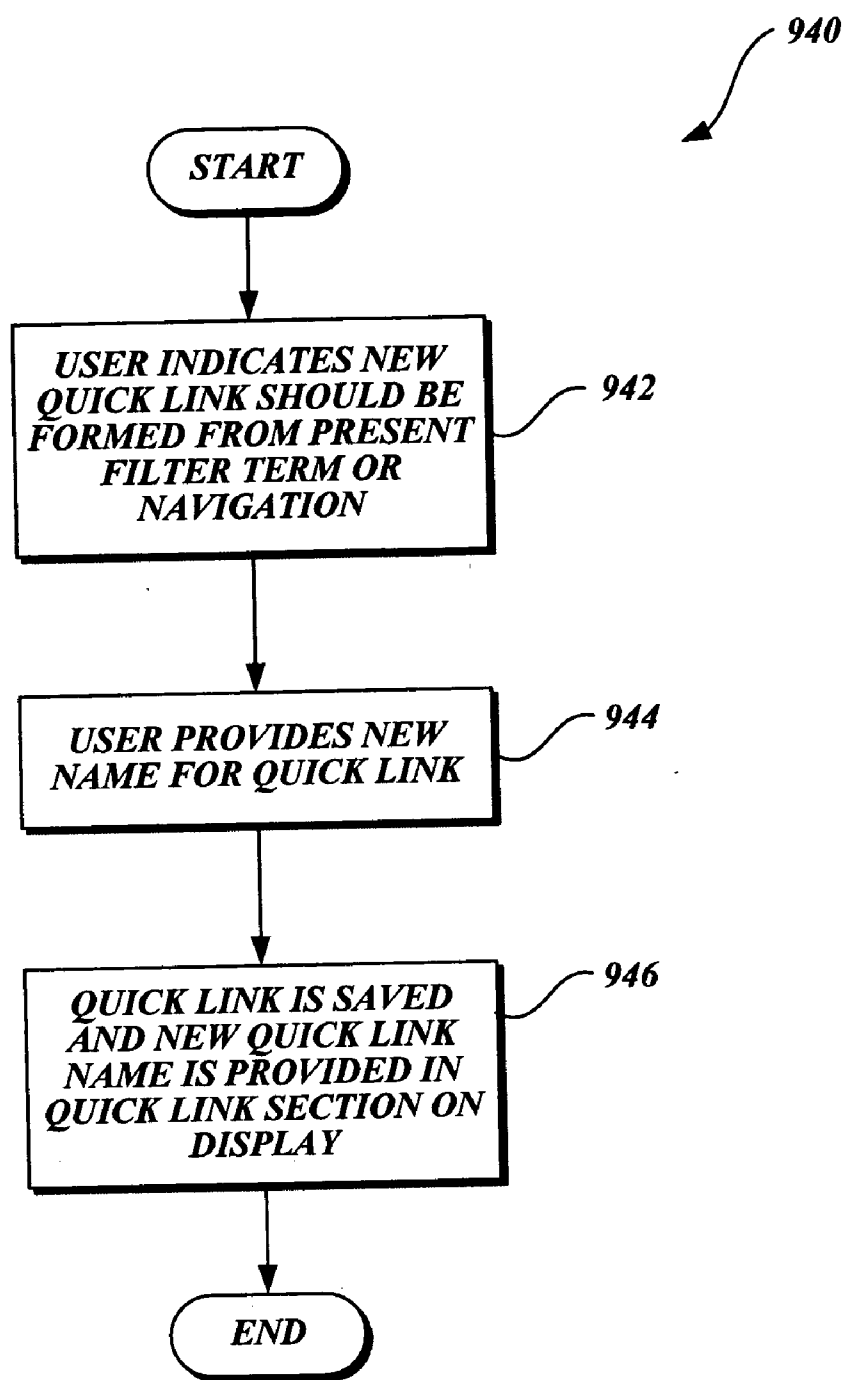 940
START
USER INDICATES NEW
QUICK LINK SHOULD BE
FORMED FROM PRESENT
FILTER TERM OR
NAVIGATION
942
USER PROVIDES NEW
NAME FOR QUICK LINK
944
QUICK LINK IS SAVED
AND NEW QUICK LINK
NAME IS PROVIDED IN
QUICK LINK SECTION ON
DISPLAY
946
END